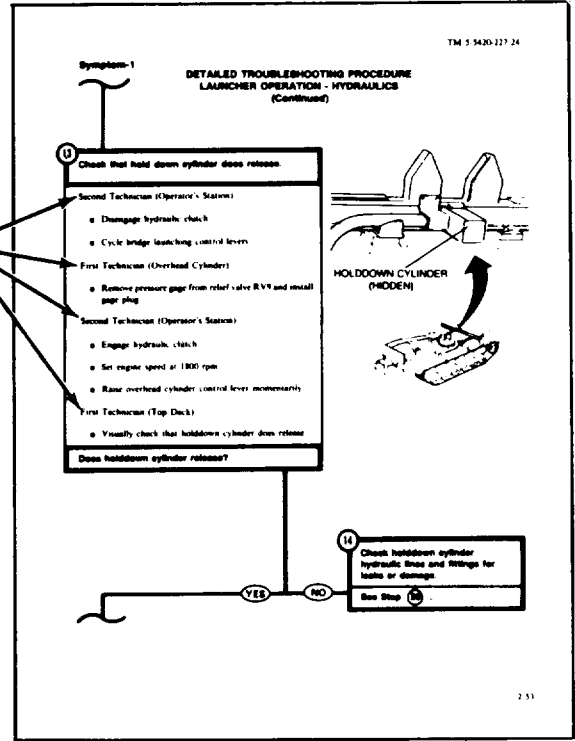 TM 5-5420-227-24
Symptom-1
DETAILED TROUBLESHOOTING PROCEDURE
LAUNCHER OPERATION - HYDRAULICS
(Continued)
13
Check that hold down cylinder does release.
Second Technician (Operator's Station)
o Disengage hydraulic clutch
o Cycle bridge launching control levers
First Technician (Overhead Cylinder)
o Remove pressure gage from relief valve RV9 and install
gage plug
Second Technician (Operator's Station)
o Engage hydraulic clutch
o Set engine speed at 1800 rpm
o Raise overhead cylinder control lever momentarily
First Technician (Top Deck)
o Visually check that holddown cylinder does release
Does holddown cylinder release?
HOLDDOWN CYLINDER
(HIDDEN)
14
Check holddown cylinder
hydraulic lines and fittings for
leaks or damage.
See Step
YES
NO
2-53